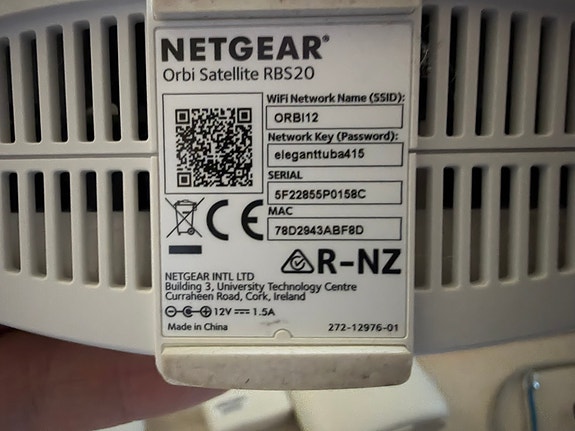 NETGEAR®
Orbi Satellite RBS20
WiFi Network Name (SSID):
ORBI12
Network Key (Password):
eleganttuba415
SERIAL
5F22855P0158C
MAC
78D2943ABF8D
CE
R-NZ
NETGEAR INTL LTD
Building 3, University Technology Centre
Curraheen Road, Cork, Ireland
12V 1.5A
Made in China
272-12976-01